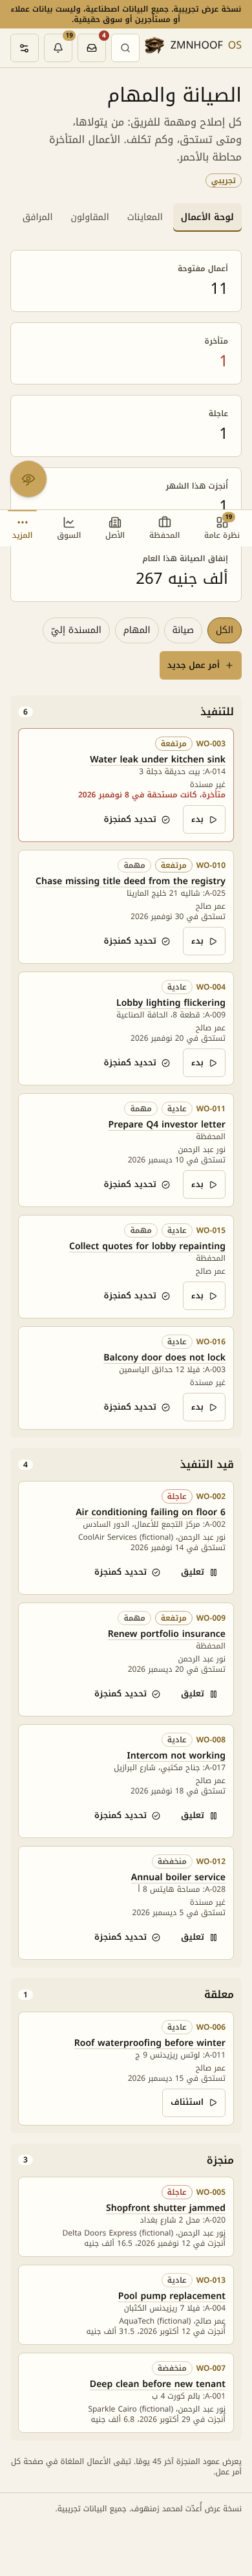 نسخة عرض تجريبية. جميع البيانات اصطناعية، وليست بيانات عملاء
أو مستأجرين أو سوق حقيقية.
ZMNHOOF OS
4
19
الصيانة والمهام
كل إصلاح ومهمة للفريق: من يتولاها،
ومتى تستحق، وكم تكلف. الأعمال المتأخرة
محاطة بالأحمر.
تجريبي
لوحة الأعمال
المعاينات
المقاولون
المرافق
أعمال مفتوحة
11
متأخرة
1
عاجلة
1
أُنجزت هذا الشهر
1
19
نظرة عامة
المحفظة
الأصل
السوق
المزيد
إنفاق الصيانة هذا العام
267 ألف جنيه
الكل
صيانة
المهام
المسندة إليّ
+ أمر عمل جديد
للتنفيذ
6
WO-003 مرتفعة
Water leak under kitchen sink
A-014: بيت حديقة دجلة 3
غير مسندة
متأخرة، كانت مستحقة في 8 نوفمبر 2026
بدء
تحديد كمنجزة
WO-010 مرتفعة مهمة
Chase missing title deed from the registry
A-025: شاليه 21 خليج المارينا
عمر صالح
تستحق في 30 نوفمبر 2026
بدء
تحديد كمنجزة
WO-004 عادية
Lobby lighting flickering
A-009: قطعة 8، الحافة الصناعية
عمر صالح
تستحق في 20 نوفمبر 2026
بدء
تحديد كمنجزة
WO-011 عادية مهمة
Prepare Q4 investor letter
المحفظة
نور عبد الرحمن
تستحق في 10 ديسمبر 2026
بدء
تحديد كمنجزة
WO-015 عادية مهمة
Collect quotes for lobby repainting
المحفظة
عمر صالح
بدء
تحديد كمنجزة
WO-016 عادية
Balcony door does not lock
A-003: فيلا 12 حدائق الياسمين
غير مسندة
بدء
تحديد كمنجزة
قيد التنفيذ
4
WO-002 عاجلة
Air conditioning failing on floor 6
A-002: مركز التجمع للأعمال، الدور السادس
نور عبد الرحمن، CoolAir Services (fictional)
تستحق في 14 نوفمبر 2026
تعليق
تحديد كمنجزة
WO-009 مرتفعة مهمة
Renew portfolio insurance
المحفظة
نور عبد الرحمن
تستحق في 20 ديسمبر 2026
تعليق
تحديد كمنجزة
WO-008 عادية
Intercom not working
A-017: جناح مكتبي، شارع البرازيل
عمر صالح
تستحق في 18 نوفمبر 2026
تعليق
تحديد كمنجزة
WO-012 منخفضة
Annual boiler service
A-028: مساحة هايتس 8 أ
غير مسندة
تستحق في 5 ديسمبر 2026
تعليق
تحديد كمنجزة
معلقة
1
WO-006 عادية
Roof waterproofing before winter
A-011: لوتس ريزيدنس 9 ج
عمر صالح
تستحق في 15 ديسمبر 2026
استئناف
منجزة
3
WO-005 عاجلة
Shopfront shutter jammed
A-020: محل 2 شارع بغداد
نور عبد الرحمن، Delta Doors Express (fictional)
أُنجزت في 12 نوفمبر 2026، 16.5 ألف جنيه
WO-013 عادية
Pool pump replacement
A-004: فيلا 7 ريزيدنس الكثبان
عمر صالح، AquaTech (fictional)
أُنجزت في 12 أكتوبر 2026، 31.5 ألف جنيه
WO-007 منخفضة
Deep clean before new tenant
A-001: بالم كورت 4 ب
نور عبد الرحمن، Sparkle Cairo (fictional)
أُنجزت في 29 أكتوبر 2026، 6.8 ألف جنيه
يعرض عمود المنجزة آخر 45 يومًا. تبقى الأعمال الملغاة في صفحة كل
أمر عمل.
نسخة عرض أُعدّت لمحمد زمنهوف. جميع البيانات تجريبية.